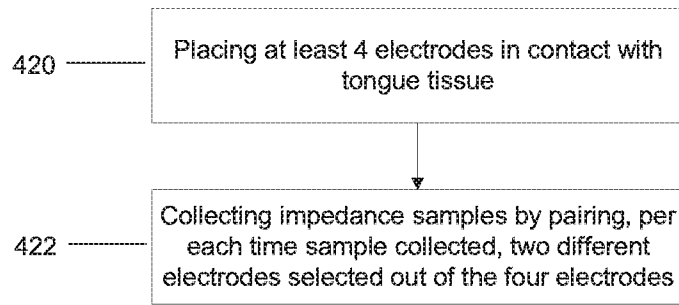 420
Placing at least 4 electrodes in contact with
tongue tissue
422
Collecting impedance samples by pairing, per
each time sample collected, two different
electrodes selected out of the four electrodes